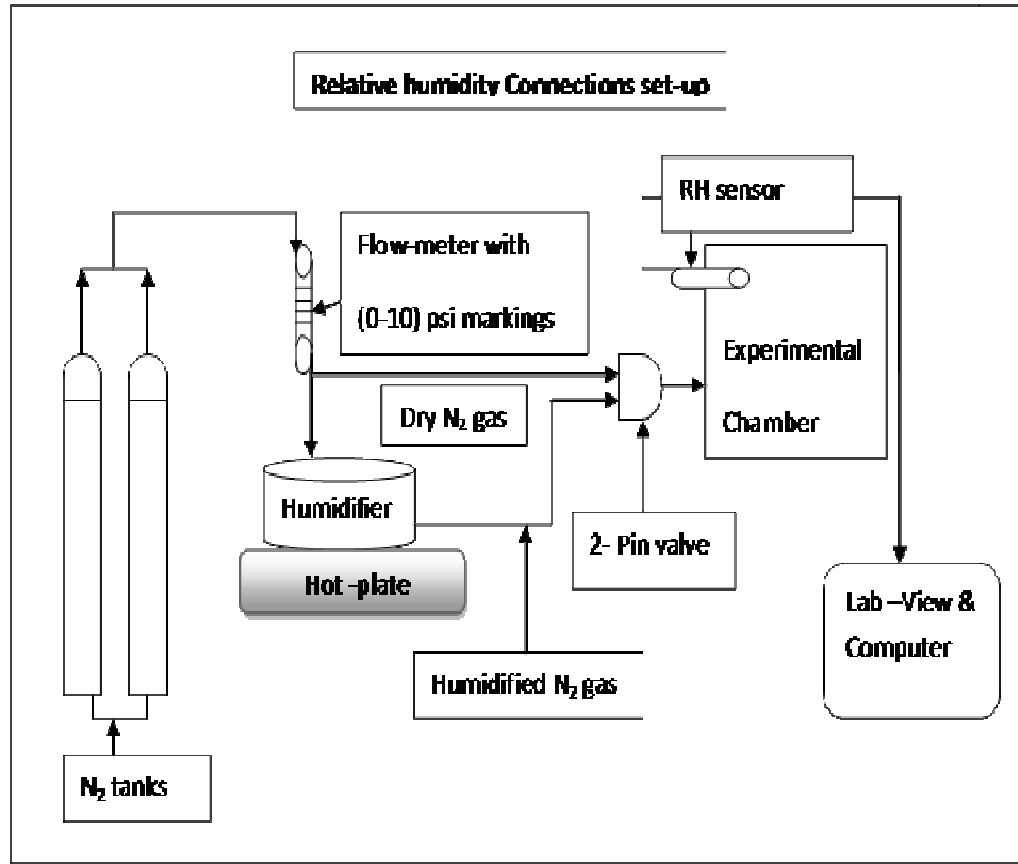 Relative humidity Connections set-up
RH sensor
Flow-meter with
(0-10) psi markings
Experimental
Chamber
Dry N₂ gas
Humidifier
2- Pin valve
Hot -plate
Lab –View &
Computer
Humidified N₂ gas
N₂ tanks